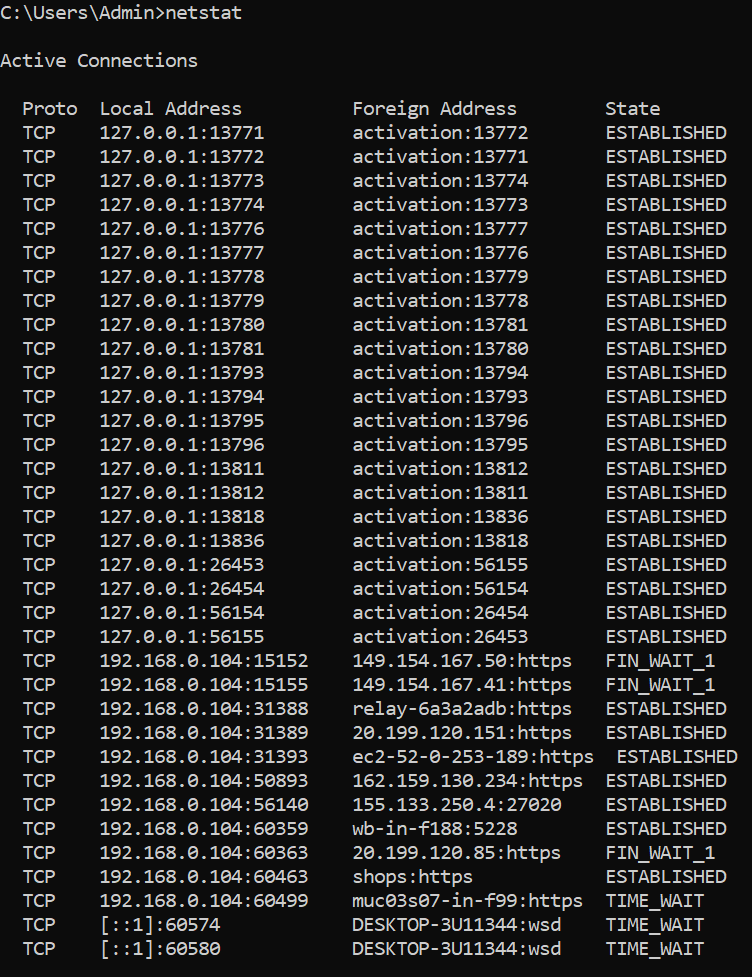 C:\Users\Admin>netstat
Active Connections
Proto Local Address Foreign Address State
TCP 127.0.0.1:13771 activation:13772 ESTABLISHED
TCP 127.0.0.1:13772 activation:13771 ESTABLISHED
TCP 127.0.0.1:13773 activation:13774 ESTABLISHED
TCP 127.0.0.1:13774 activation:13773 ESTABLISHED
TCP 127.0.0.1:13776 activation:13777 ESTABLISHED
TCP 127.0.0.1:13777 activation:13776 ESTABLISHED
TCP 127.0.0.1:13778 activation:13779 ESTABLISHED
TCP 127.0.0.1:13779 activation:13778 ESTABLISHED
TCP 127.0.0.1:13780 activation:13781 ESTABLISHED
TCP 127.0.0.1:13781 activation:13780 ESTABLISHED
TCP 127.0.0.1:13793 activation:13794 ESTABLISHED
TCP 127.0.0.1:13794 activation:13793 ESTABLISHED
TCP 127.0.0.1:13795 activation:13796 ESTABLISHED
TCP 127.0.0.1:13796 activation:13795 ESTABLISHED
TCP 127.0.0.1:13811 activation:13812 ESTABLISHED
TCP 127.0.0.1:13812 activation:13811 ESTABLISHED
TCP 127.0.0.1:13818 activation:13836 ESTABLISHED
TCP 127.0.0.1:13836 activation:13818 ESTABLISHED
TCP 127.0.0.1:26453 activation:56155 ESTABLISHED
TCP 127.0.0.1:26454 activation:56154 ESTABLISHED
TCP 127.0.0.1:56154 activation:26454 ESTABLISHED
TCP 127.0.0.1:56155 activation:26453 ESTABLISHED
TCP 192.168.0.104:15152 149.154.167.50:https FIN_WAIT_1
TCP 192.168.0.104:15155 149.154.167.41:https FIN_WAIT_1
TCP 192.168.0.104:31388 relay-6a3a2adb:https ESTABLISHED
TCP 192.168.0.104:31389 20.199.120.151:https ESTABLISHED
TCP 192.168.0.104:31393 ec2-52-0-253-189:https ESTABLISHED
TCP 192.168.0.104:50893 162.159.130.234:https ESTABLISHED
TCP 192.168.0.104:56140 155.133.250.4:27020 ESTABLISHED
TCP 192.168.0.104:60359 wb-in-f188:5228 ESTABLISHED
TCP 192.168.0.104:60363 20.199.120.85:https FIN_WAIT_1
TCP 192.168.0.104:60463 shops:https ESTABLISHED
TCP 192.168.0.104:60499 muc03s07-in-f99:https TIME_WAIT
TCP [::1]:60574 DESKTOP-3U11344:wsd TIME_WAIT
TCP [::1]:60580 DESKTOP-3U11344:wsd TIME_WAIT